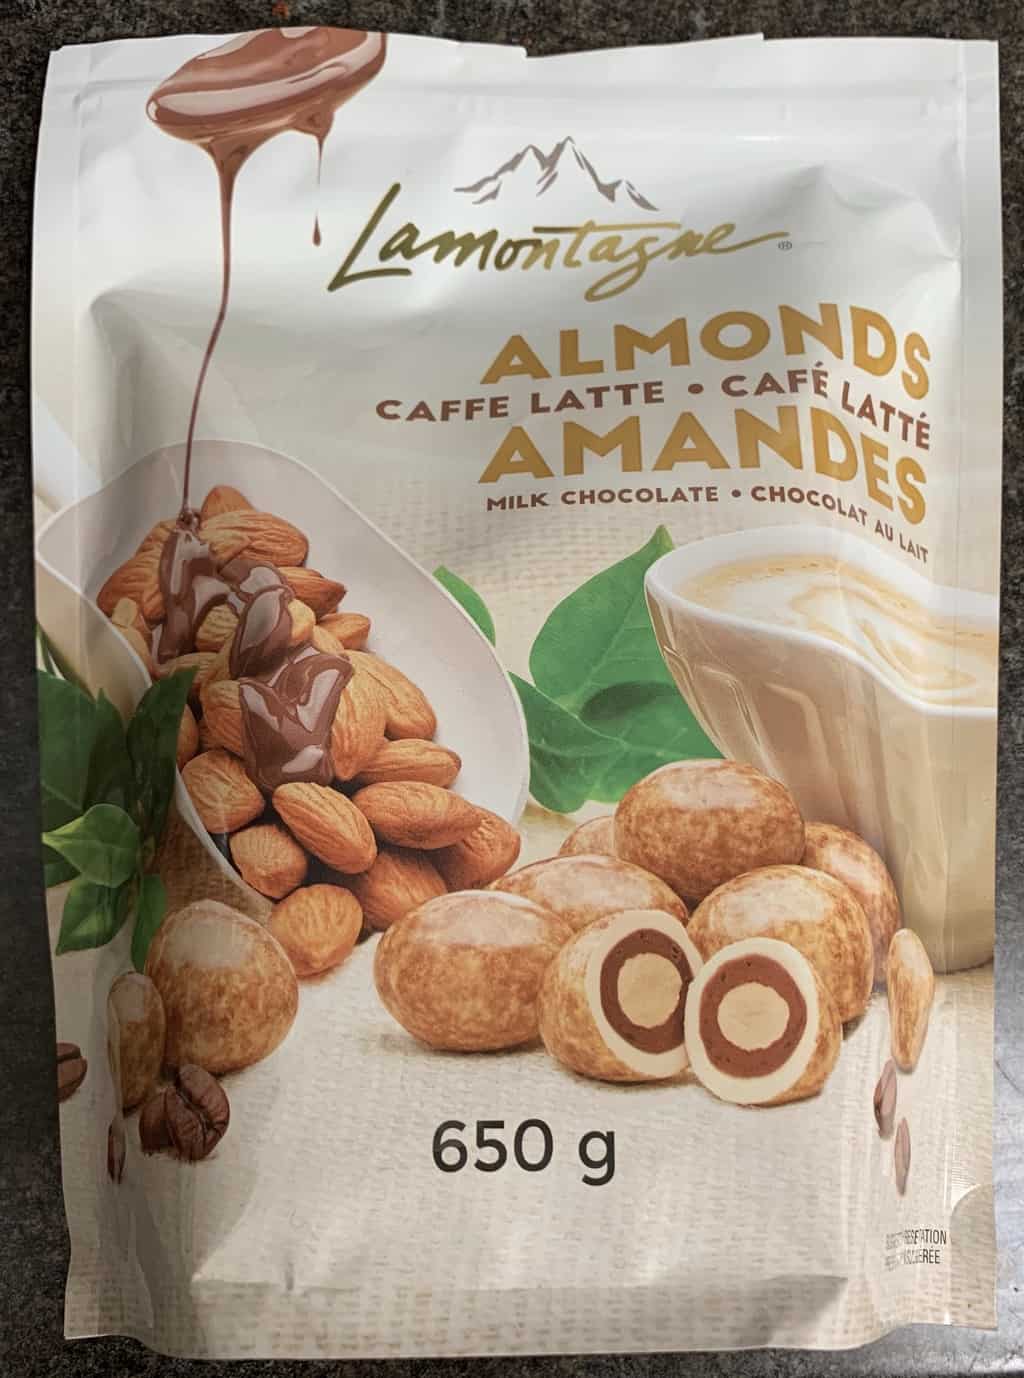 Lamontagne®
ALMONDS
CAFFE LATTE • CAFÉ LATTÉ
AMANDES
MILK CHOCOLATE • CHOCOLAT AU LAIT
650 g